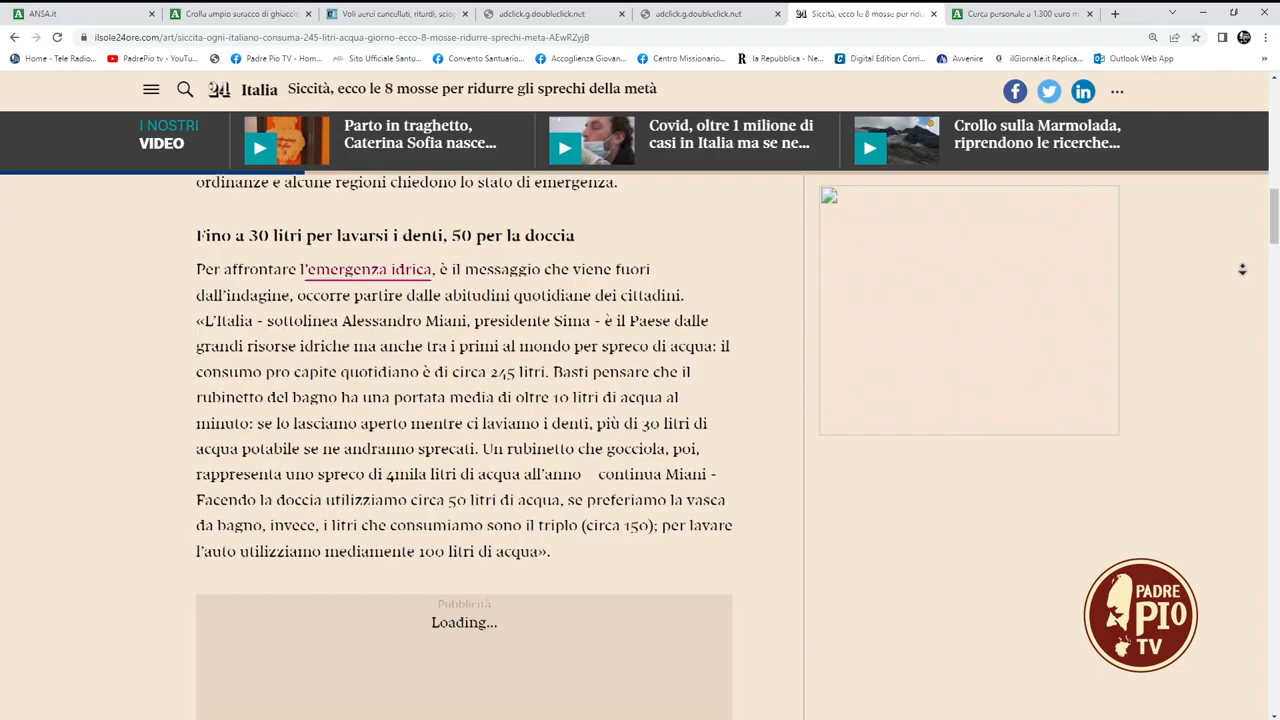 ANSA.it
Crolla ampio seracco di ghiaccio
Voli aerei cancellati, ritardi, sciop
adclick.g.doubleclick.net
adclick.g.doubleclick.net
Siccità, ecco le 8 mosse per ridu
Cerca personale a 1.300 euro m
ilsole24ore.com/art/siccita-ogni-italiano-consuma-245-litri-acqua-giorno-ecco-8-mosse-ridurre-sprechi-meta-AEwRZyjB
Home - Tele Radio...
PadrePio tv - YouTu...
Padre Pio TV - Hom...
Sito Ufficiale Santu...
Convento Santuario...
Accoglienza Giovan...
Centro Missionario...
la Repubblica - Ne...
Digital Edition Corri...
Avvenire
ilGiornale.it Replica...
Outlook Web App
24 Italia Siccità, ecco le 8 mosse per ridurre gli sprechi della metà
I NOSTRI
VIDEO
Parto in traghetto,
Caterina Sofia nasce...
Covid, oltre 1 milione di
casi in Italia ma se ne...
Crollo sulla Marmolada,
riprendono le ricerche...
ordinanze e alcune regioni chiedono lo stato di emergenza.
Fino a 30 litri per lavarsi i denti, 50 per la doccia
Per affrontare l'emergenza idrica, è il messaggio che viene fuori
dall'indagine, occorre partire dalle abitudini quotidiane dei cittadini.
«L'Italia - sottolinea Alessandro Miani, presidente Sima - è il Paese dalle
grandi risorse idriche ma anche tra i primi al mondo per spreco di acqua: il
consumo pro capite quotidiano è di circa 245 litri. Basti pensare che il
rubinetto del bagno ha una portata media di oltre 10 litri di acqua al
minuto: se lo lasciamo aperto mentre ci laviamo i denti, più di 30 litri di
acqua potabile se ne andranno sprecati. Un rubinetto che gocciola, poi,
rappresenta uno spreco di 4mila litri di acqua all'anno continua Miani -
Facendo la doccia utilizziamo circa 50 litri di acqua, se preferiamo la vasca
da bagno, invece, i litri che consumiamo sono il triplo (circa 150); per lavare
l'auto utilizziamo mediamente 100 litri di acqua».
Pubblicità
Loading...
PADRE
PIO
TV